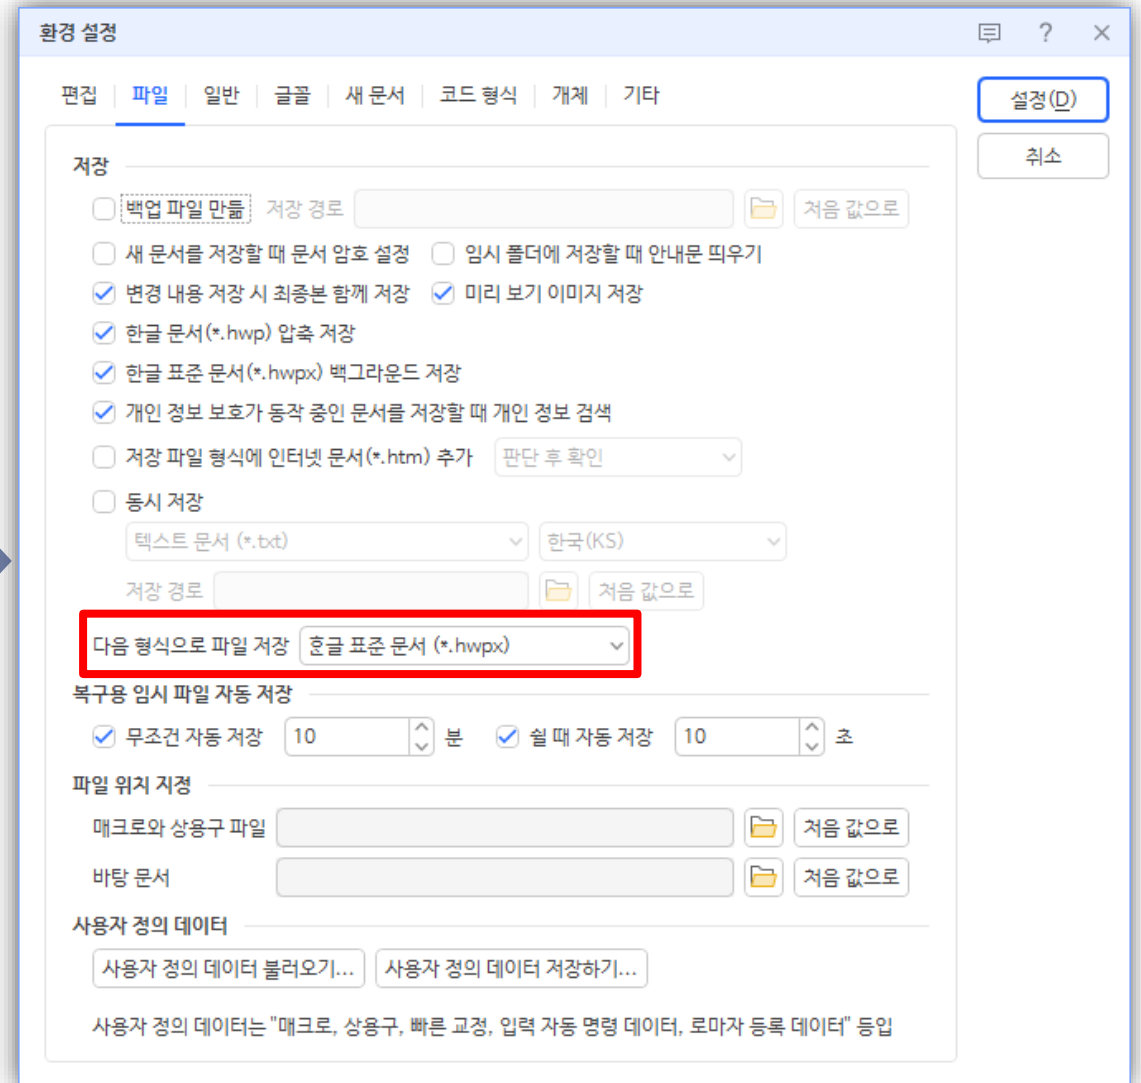 환경 설정 ?
편집 파일 일반 글꼴 새 문서 코드 형식 개체 기타
설정(D)
취소
저장
백업 파일 만듦 저장 경로 처음 값으로
새 문서를 저장할 때 문서 암호 설정 임시 폴더에 저장할 때 안내문 띄우기
변경 내용 저장 시 최종본 함께 저장 미리 보기 이미지 저장
한글 문서(*.hwp) 압축 저장
한글 표준 문서(*.hwpx) 백그라운드 저장
개인 정보 보호가 동작 중인 문서를 저장할 때 개인 정보 검색
저장 파일 형식에 인터넷 문서(*.htm) 추가 판단 후 확인
동시 저장
텍스트 문서 (*.txt) 한국(KS)
저장 경로 처음 값으로
다음 형식으로 파일 저장 ᄒᆞᆫ글 표준 문서 (*.hwpx)
복구용 임시 파일 자동 저장
무조건 자동 저장 10 분 쉴 때 자동 저장 10 초
파일 위치 지정
매크로와 상용구 파일 처음 값으로
바탕 문서 처음 값으로
사용자 정의 데이터
사용자 정의 데이터 불러오기... 사용자 정의 데이터 저장하기...
사용자 정의 데이터는 "매크로, 상용구, 빠른 교정, 입력 자동 명령 데이터, 로마자 등록 데이터" 등입